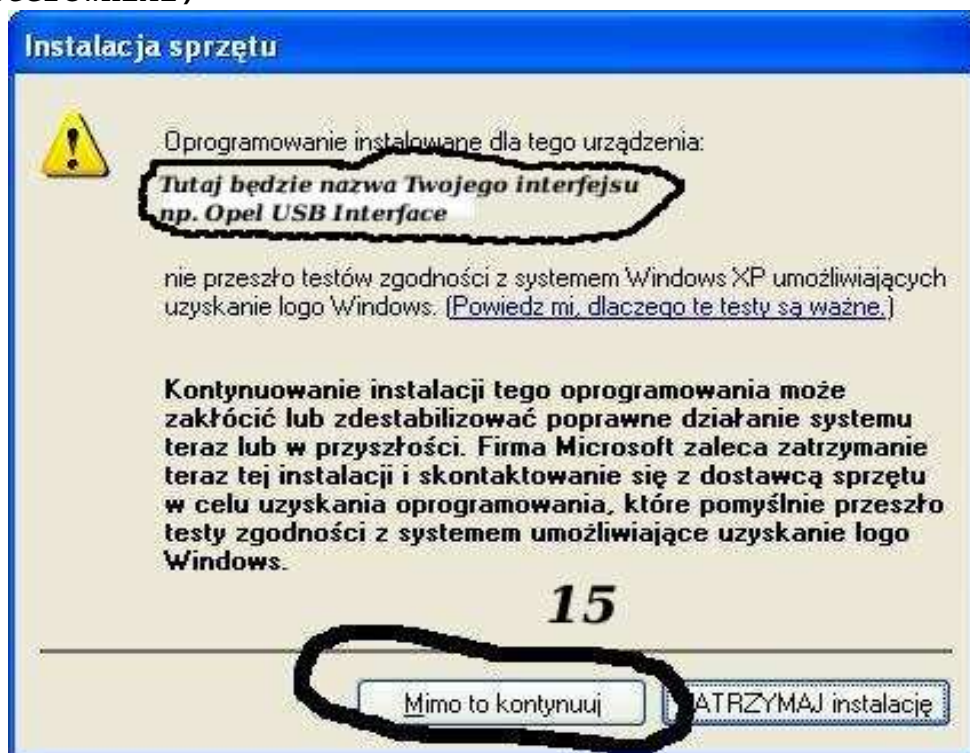 Instalacja sprzętu
Oprogramowanie instalowane dla tego urządzenia:
Tutaj będzie nazwa Twojego interfejsu
np. Opel USB Interface
nie przeszło testów zgodności z systemem Windows XP umożliwiających
uzyskanie logo Windows. (Powiedz mi, dlaczego te testy są ważne.)
Kontynuowanie instalacji tego oprogramowania może
zakłócić lub zdestabilizować poprawne działanie systemu
teraz lub w przyszłości. Firma Microsoft zaleca zatrzymanie
teraz tej instalacji i skontaktowanie się z dostawcą sprzętu
w celu uzyskania oprogramowania, które pomyślnie przeszło
testy zgodności z systemem umożliwiające uzyskanie logo
Windows.
15
Mimo to kontynuuj
ATRZYMAJ instalację